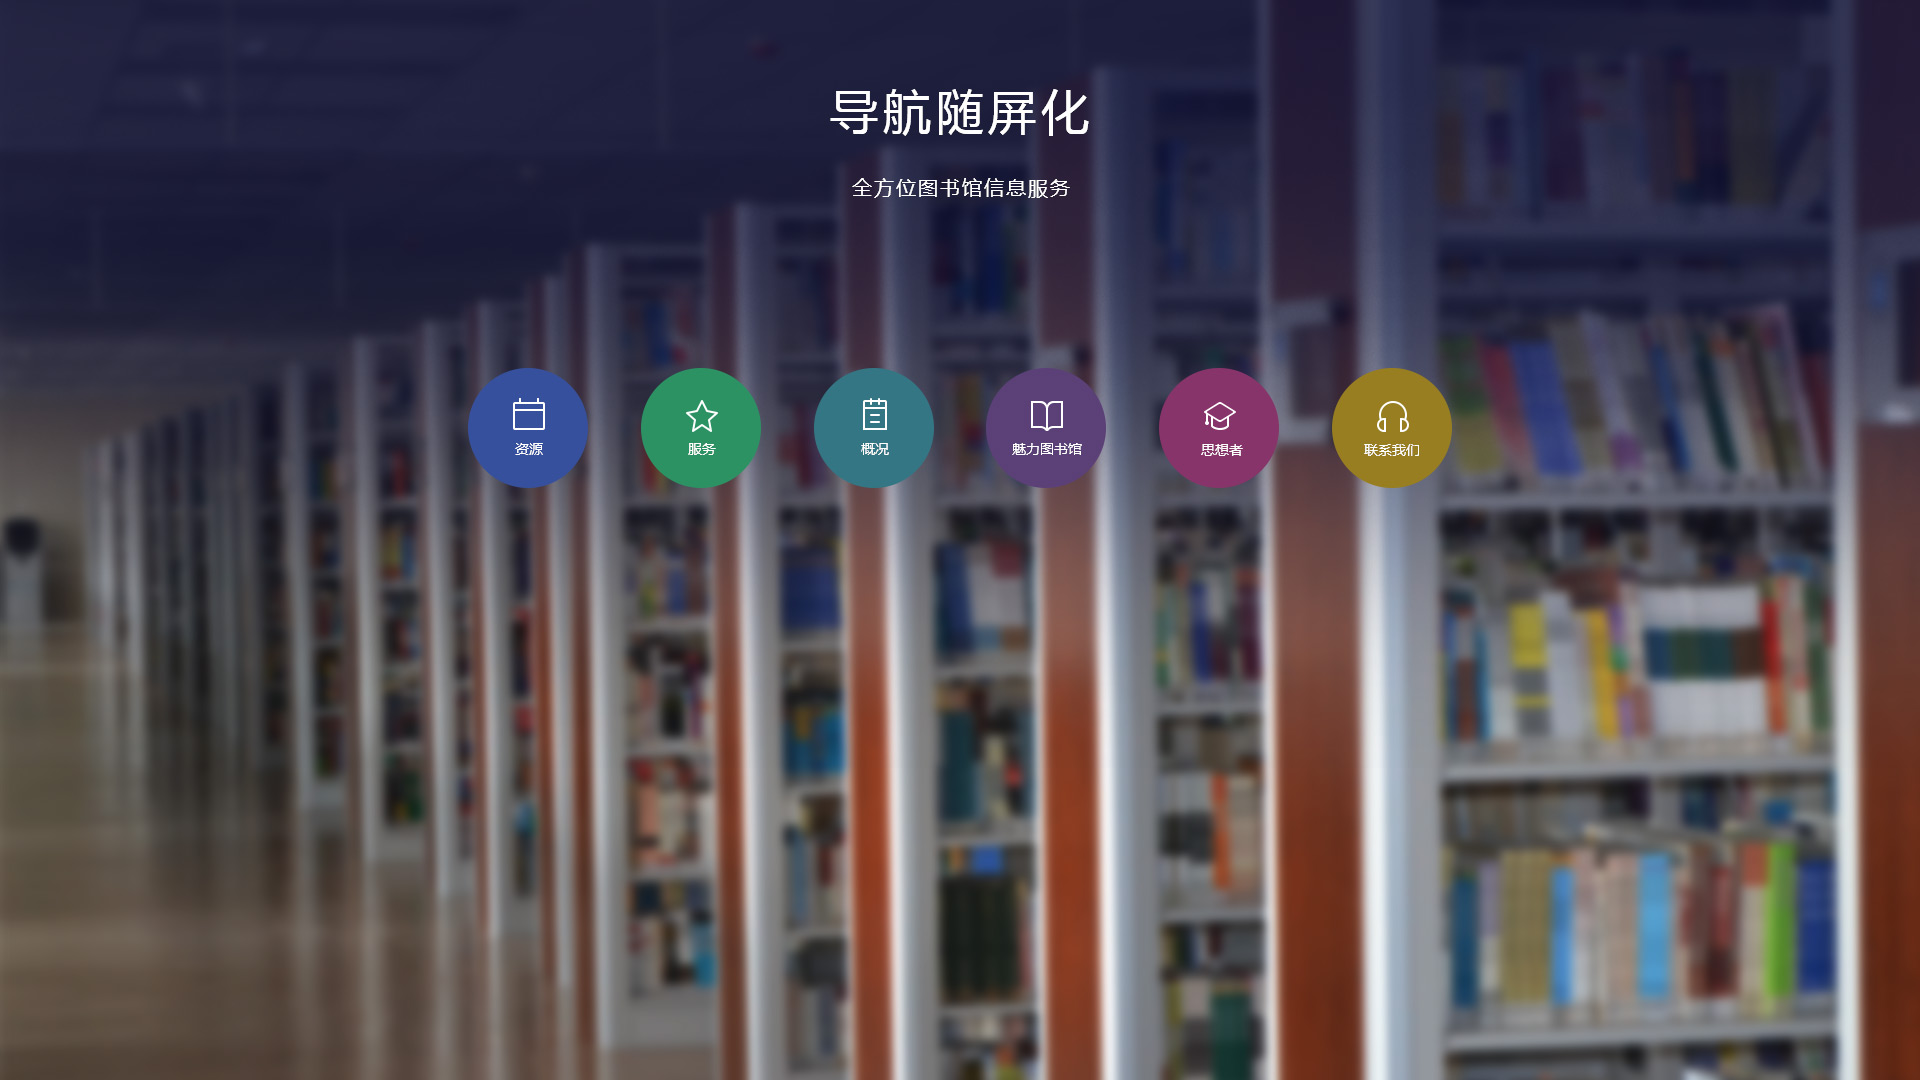 导航随屏化
全方位图书馆信息服务
资源
服务
概况
魅力图书馆
思想者
联系我们